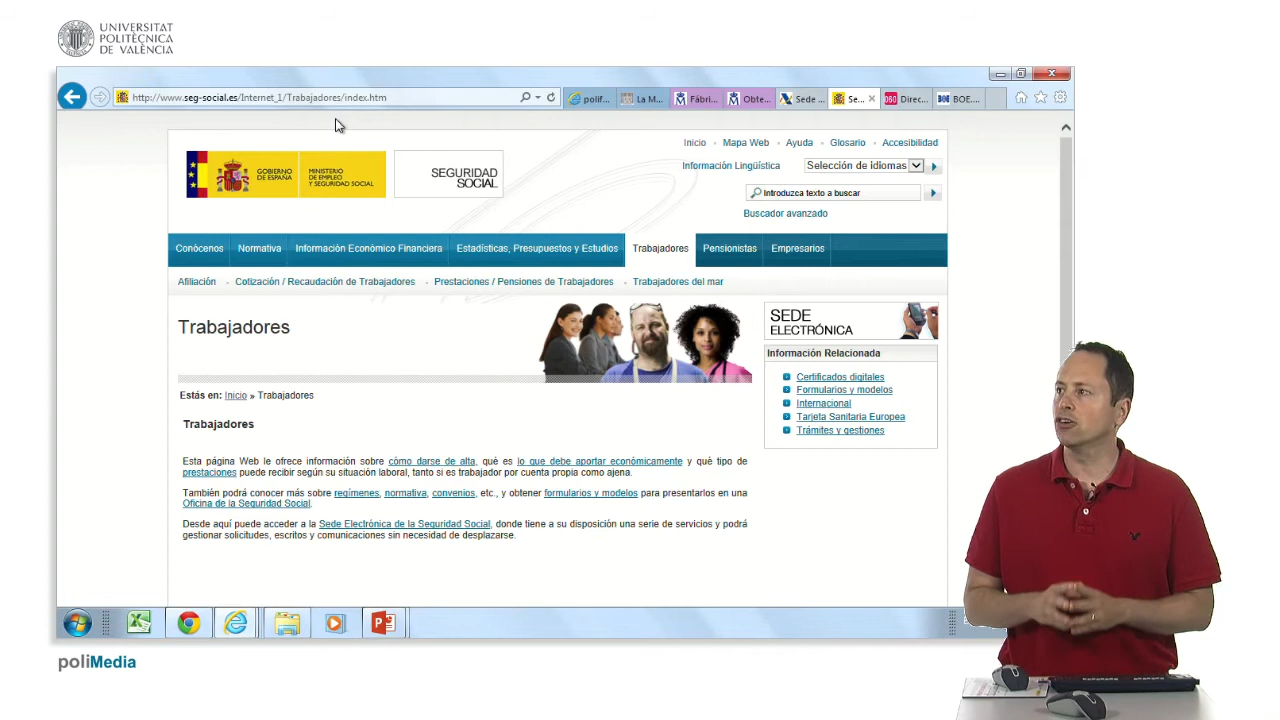 UNIVERSITAT
POLITÈCNICA
DE VALÈNCIA
http://www.seg-social.es/Internet_1/Trabajadores/index.htm
polif...
La M...
Fábri...
Obte...
Sede ...
Se...
Direc...
BOE...
Inicio
Mapa Web
Ayuda
Glosario
Accesibilidad
Información Lingüística
Selección de idiomas
GOBIERNO
DE ESPAÑA
MINISTERIO
DE EMPLEO
Y SEGURIDAD SOCIAL
SEGURIDAD
SOCIAL
Introduzca texto a buscar
Buscador avanzado
Conócenos
Normativa
Información Económico Financiera
Estadísticas, Presupuestos y Estudios
Trabajadores
Pensionistas
Empresarios
Afiliación
Cotización / Recaudación de Trabajadores
Prestaciones / Pensiones de Trabajadores
Trabajadores del mar
Trabajadores
SEDE
ELECTRÓNICA
Información Relacionada
Certificados digitales
Formularios y modelos
Internacional
Tarjeta Sanitaria Europea
Trámites y gestiones
Estás en: Inicio » Trabajadores
Trabajadores
Esta página Web le ofrece información sobre cómo darse de alta, qué es lo que debe aportar económicamente y qué tipo de
prestaciones puede recibir según su situación laboral, tanto si es trabajador por cuenta propia como ajena.
También podrá conocer más sobre regímenes, normativa, convenios, etc., y obtener formularios y modelos para presentarlos en una
Oficina de la Seguridad Social.
Desde aquí puede acceder a la Sede Electrónica de la Seguridad Social, donde tiene a su disposición una serie de servicios y podrá
gestionar solicitudes, escritos y comunicaciones sin necesidad de desplazarse.
poliMedia